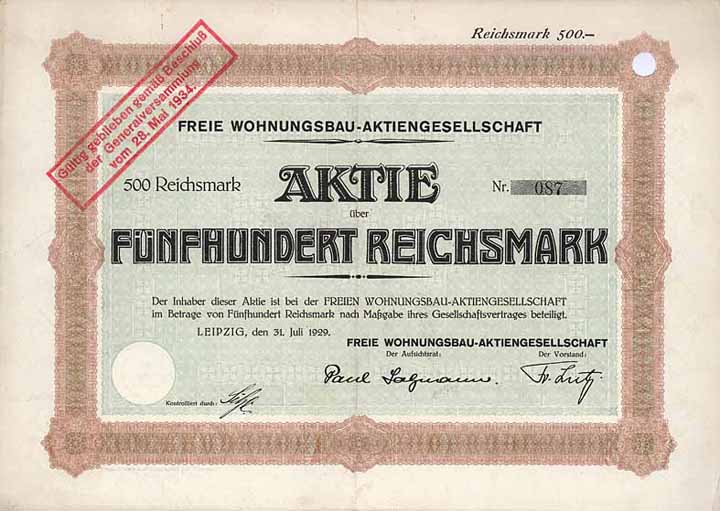 Reichsmark 500.—
Gültig geblieben gemäß Beschluß
der Generalversammlung
vom 28. Mai 1934.
FREIE WOHNUNGSBAU-AKTIENGESELLSCHAFT
500 Reichsmark AKTIE Nr. 087
über
FÜNFHUNDERT REICHSMARK
Der Inhaber dieser Aktie ist bei der FREIEN WOHNUNGSBAU-AKTIENGESELLSCHAFT
im Betrage von Fünfhundert Reichsmark nach Maßgabe ihres Gesellschaftsvertrages beteiligt.
LEIPZIG, den 31. Juli 1929.
FREIE WOHNUNGSBAU-AKTIENGESELLSCHAFT
Der Aufsichtsrat: Der Vorstand:
Paul Salzmann.
Kontrolliert durch: